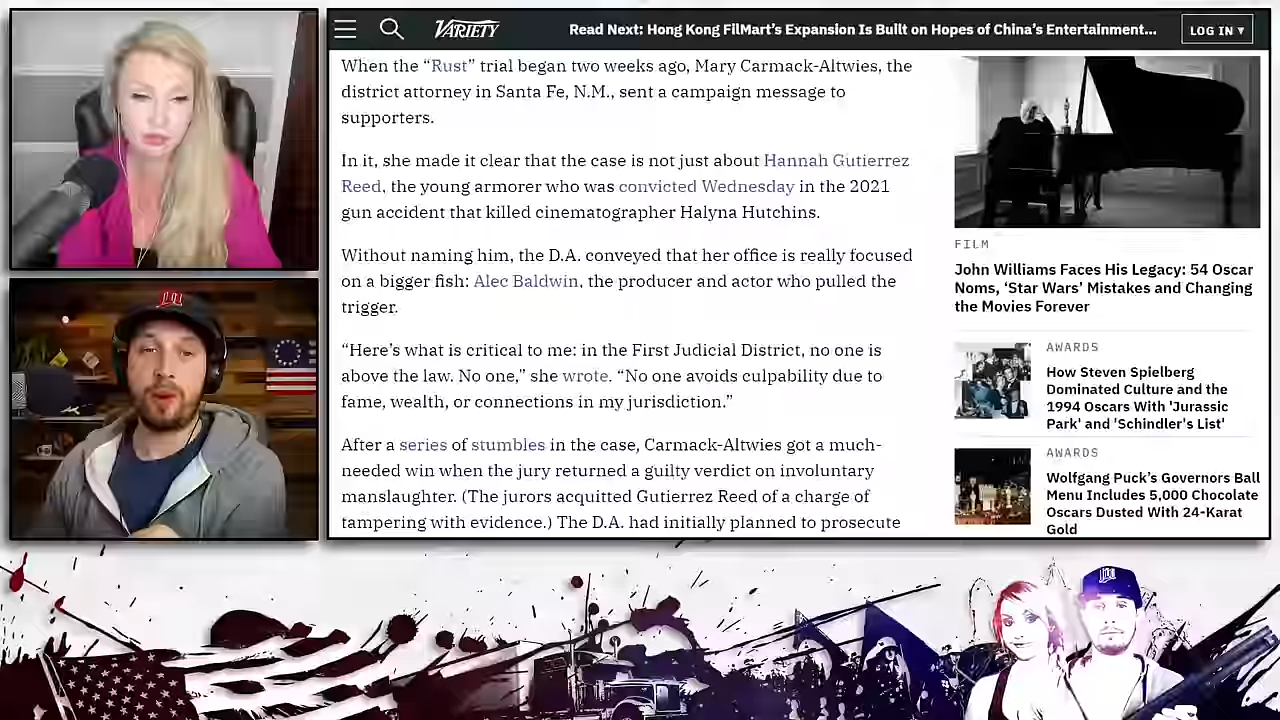 VARIETY
Read Next: Hong Kong FilMart’s Expansion Is Built on Hopes of China’s Entertainment...
LOG IN ▾
When the “Rust” trial began two weeks ago, Mary Carmack-Altwies, the
district attorney in Santa Fe, N.M., sent a campaign message to
supporters.
In it, she made it clear that the case is not just about Hannah Gutierrez
Reed, the young armorer who was convicted Wednesday in the 2021
gun accident that killed cinematographer Halyna Hutchins.
Without naming him, the D.A. conveyed that her office is really focused
on a bigger fish: Alec Baldwin, the producer and actor who pulled the
trigger.
“Here’s what is critical to me: in the First Judicial District, no one is
above the law. No one,” she wrote. “No one avoids culpability due to
fame, wealth, or connections in my jurisdiction.”
After a series of stumbles in the case, Carmack-Altwies got a much-
needed win when the jury returned a guilty verdict on involuntary
manslaughter. (The jurors acquitted Gutierrez Reed of a charge of
tampering with evidence.) The D.A. had initially planned to prosecute
FILM
John Williams Faces His Legacy: 54 Oscar
Noms, ‘Star Wars’ Mistakes and Changing
the Movies Forever
AWARDS
How Steven Spielberg
Dominated Culture and the
1994 Oscars With 'Jurassic
Park' and 'Schindler's List'
AWARDS
Wolfgang Puck’s Governors Ball
Menu Includes 5,000 Chocolate
Oscars Dusted With 24-Karat
Gold